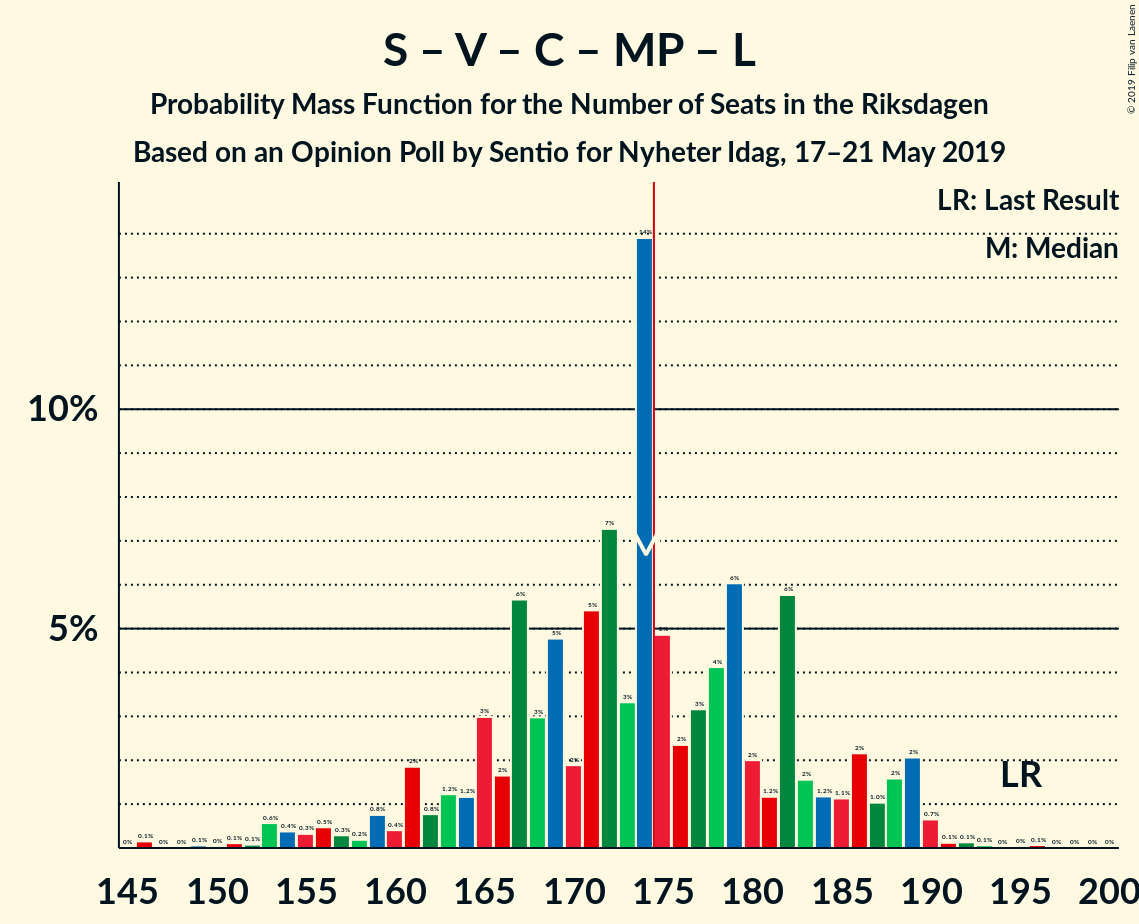 S – V – C – MP – L
Probability Mass Function for the Number of Seats in the Riksdagen
Based on an Opinion Poll by Sentio for Nyheter Idag, 17–21 May 2019
© 2019 Filip van Laenen
LR: Last Result
M: Median
10%
5%
0% 0.1% 0% 0% 0.1% 0% 0.1% 0.1% 0.6% 0.4% 0.3% 0.5% 0.3% 0.2% 0.8% 0.4% 2% 0.8% 1.2% 1.2% 3% 2% 6% 3% 5% 2% 5% 7% 3% 14% 5% 2% 3% 4% 6% 2% 1.2% 6% 2% 1.2% 1.1% 2% 1.0% 2% 2% 0.7% 0.1% 0.1% 0.1% 0% 0% 0.1% 0% 0% 0% 0%
LR
145 150 155 160 165 170 175 180 185 190 195 200